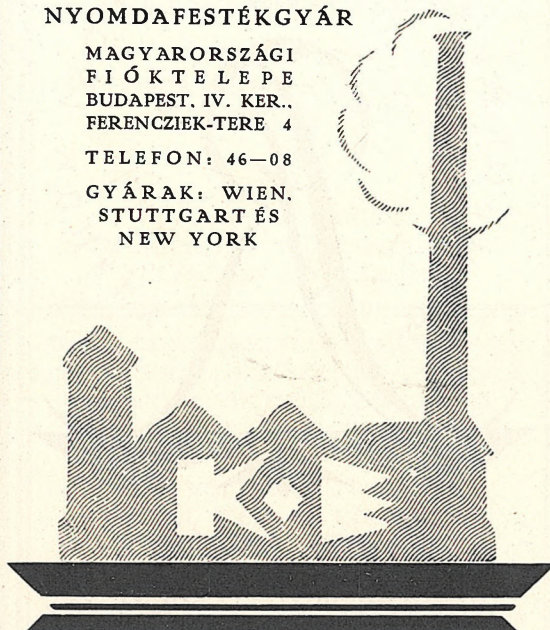 NYOMDAFESTÉKGYÁR
MAGYARORSZÁGI
FIÓKTELEPE
BUDAPEST, IV. KER.,
FERENCZIEK-TERE 4
TELEFON: 46—08
GYÁRAK: WIEN,
STUTTGART ÉS
NEW YORK
K E